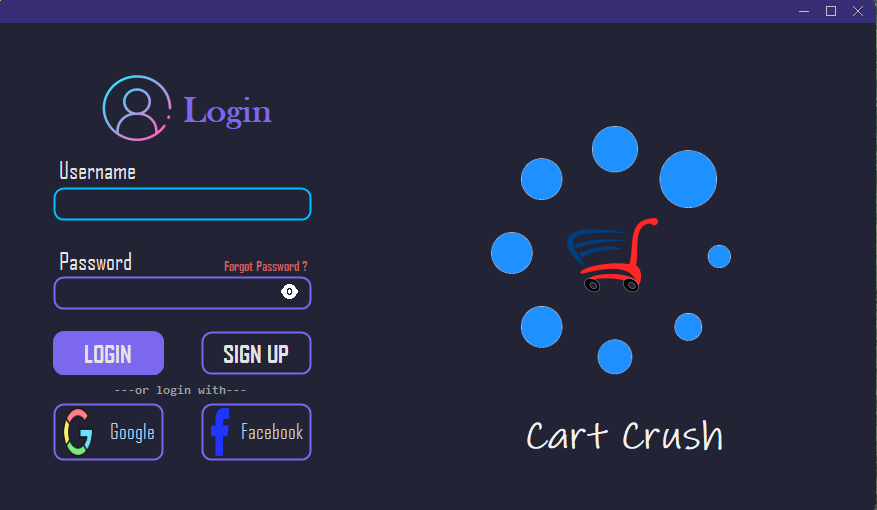 Login
Username
Password
Forgot Password ?
LOGIN
SIGN UP
---or login with---
Google
Facebook
Cart Crush